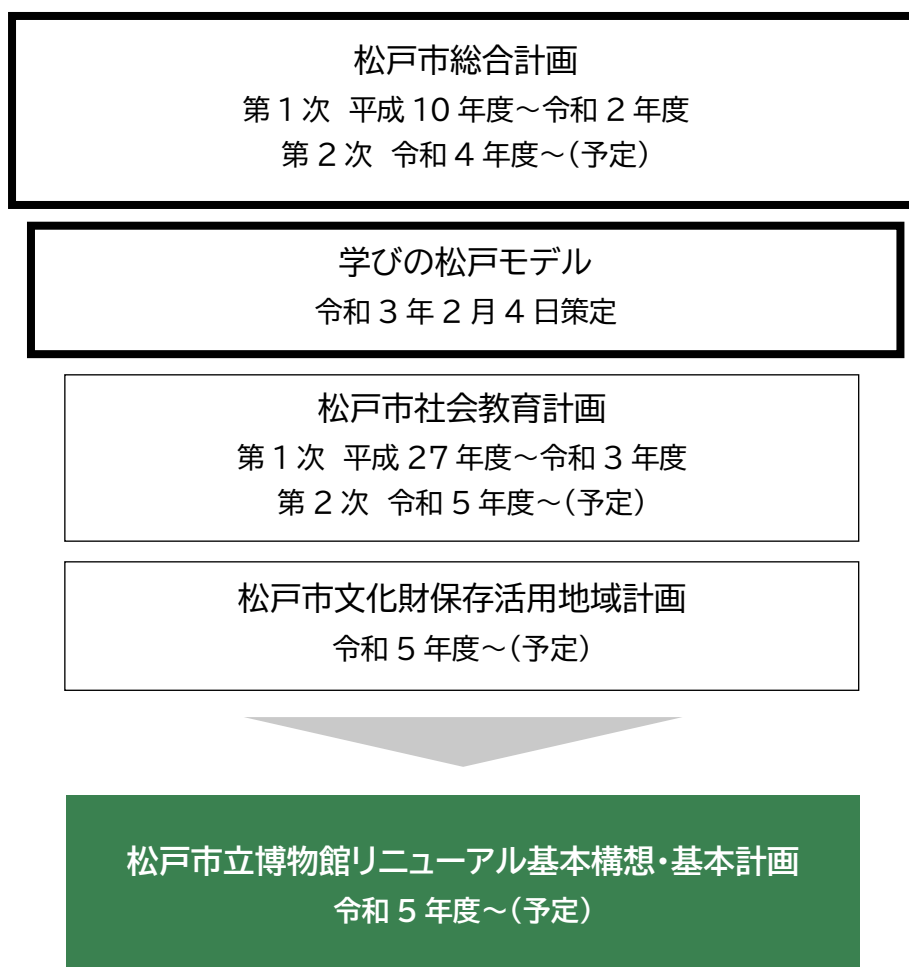 松戸市総合計画
第1次 平成10年度～令和2年度
第2次 令和4年度～(予定)
学びの松戸モデル
令和3年2月4日策定
松戸市社会教育計画
第1次 平成27年度～令和3年度
第2次 令和5年度～(予定)
松戸市文化財保存活用地域計画
令和5年度～(予定)
松戸市立博物館リニューアル基本構想・基本計画
令和5年度～(予定)